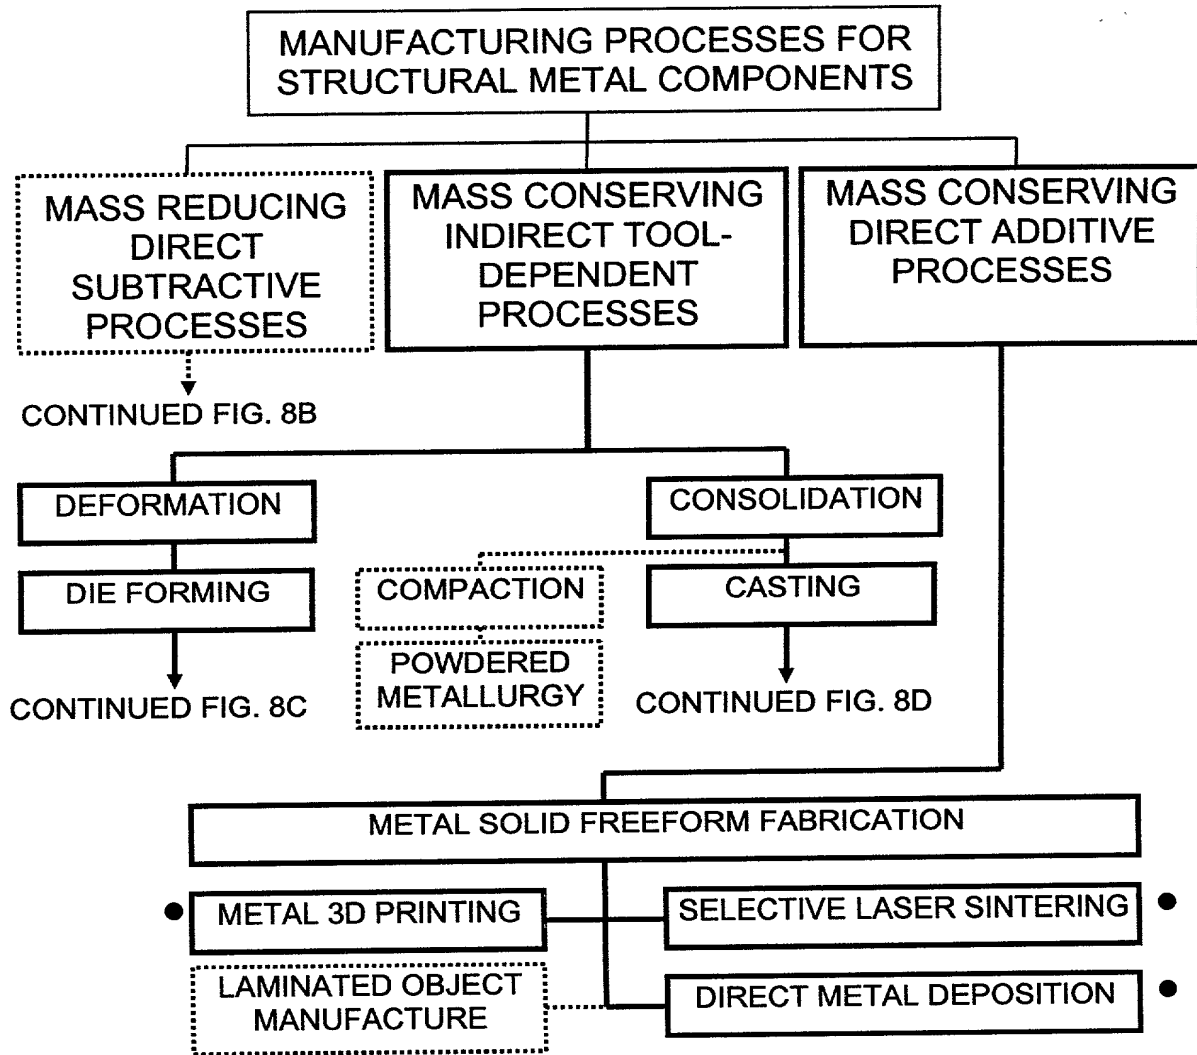 MANUFACTURING PROCESSES FOR
STRUCTURAL METAL COMPONENTS
MASS REDUCING
DIRECT
SUBTRACTIVE
PROCESSES
MASS CONSERVING
INDIRECT TOOL-
DEPENDENT
PROCESSES
MASS CONSERVING
DIRECT ADDITIVE
PROCESSES
CONTINUED FIG. 8B
DEFORMATION
CONSOLIDATION
DIE FORMING
COMPACTION
CASTING
POWDERED
METALLURGY
CONTINUED FIG. 8C
CONTINUED FIG. 8D
METAL SOLID FREEFORM FABRICATION
METAL 3D PRINTING
SELECTIVE LASER SINTERING
LAMINATED OBJECT
MANUFACTURE
DIRECT METAL DEPOSITION